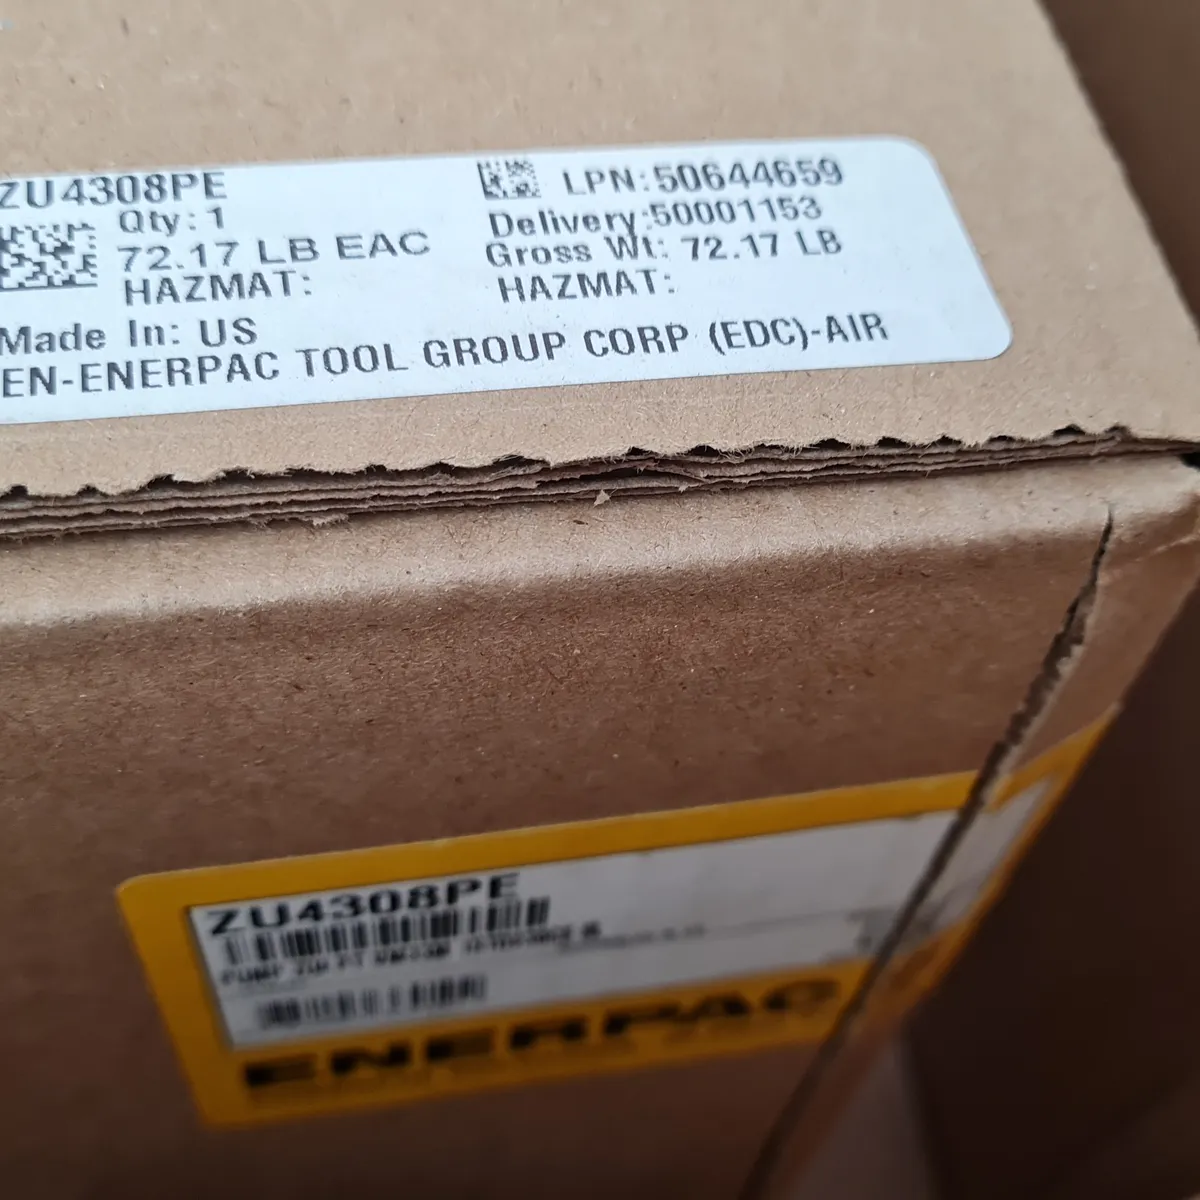 ZU4308PE
Qty: 1
72.17 LB EAC
HAZMAT:
Made In: US
EN-ENERPAC TOOL GROUP CORP (EDC)-AIR
LPN:50644659
Delivery:50001153
Gross Wt: 72.17 LB
HAZMAT:
ZU4308PE
PUMP
ENERPAC